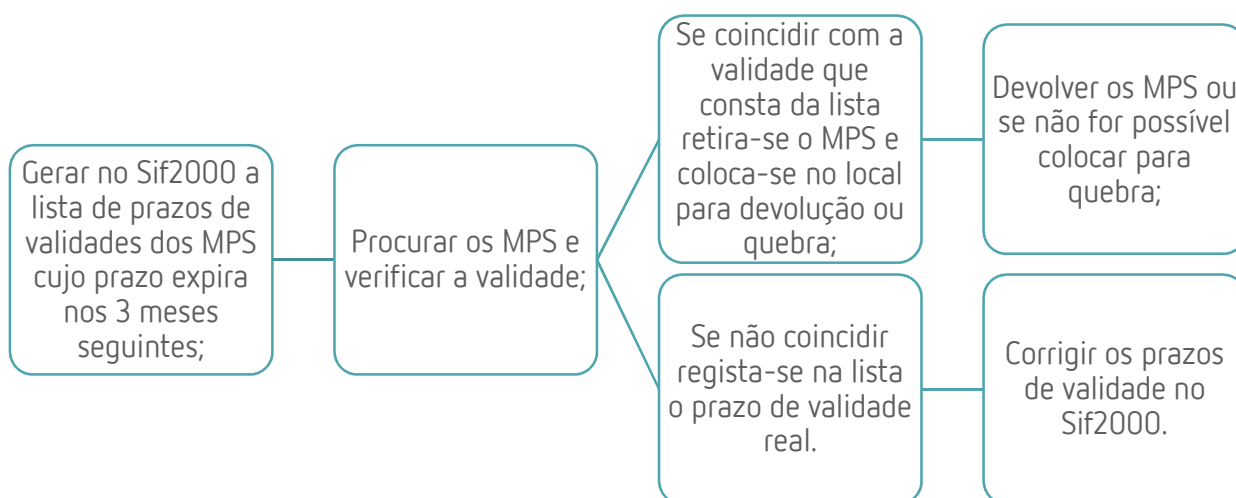 Gerar no Sif2000 a
lista de prazos de
validades dos MPS
cujo prazo expira
nos 3 meses
seguintes;
Procurar os MPS e
verificar a validade;
Se coincidir com a
validade que
consta da lista
retira-se o MPS e
coloca-se no local
para devolução ou
quebra;
Devolver os MPS ou
se não for possível
colocar para
quebra;
Se não coincidir
regista-se na lista
o prazo de validade
real.
Corrigir os prazos
de validade no
Sif2000.